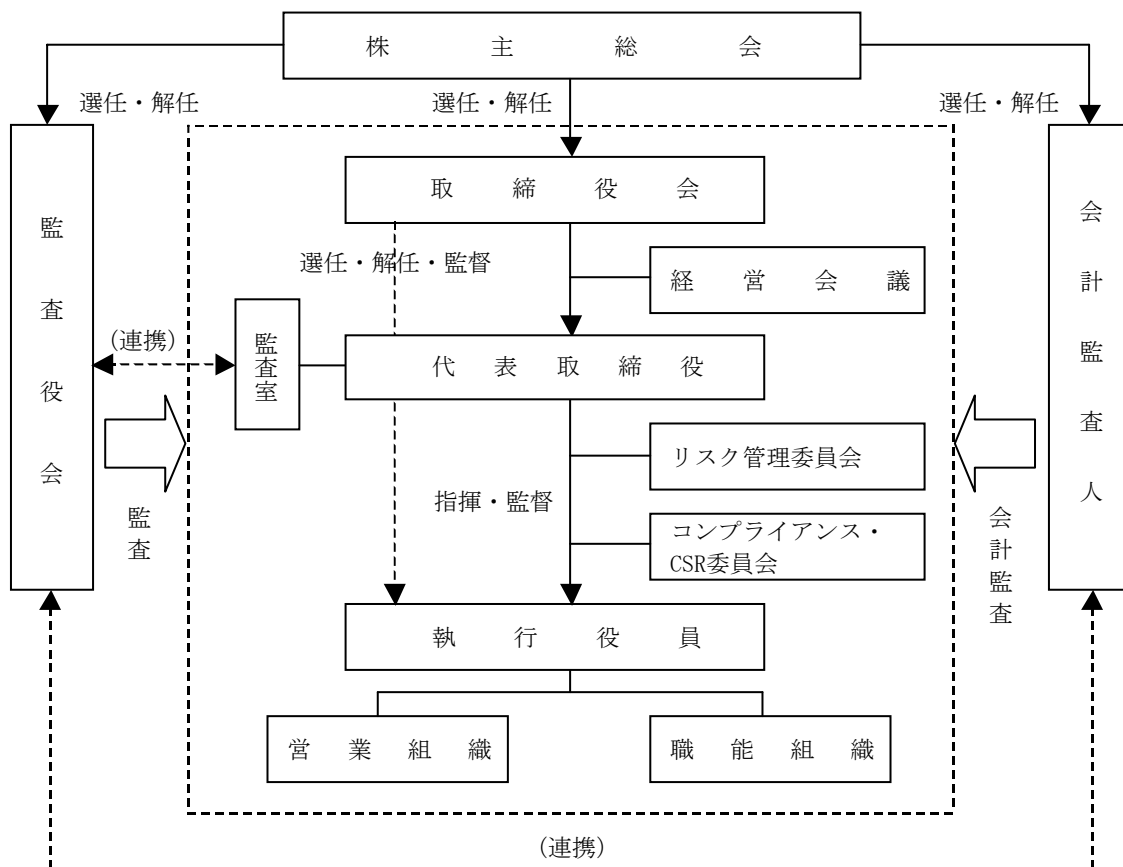 株主総会
選任・解任
選任・解任
選任・解任
取締役会
監査役会
会計監査人
選任・解任・監督
経営会議
(連携)
監査室
代表取締役
リスク管理委員会
指揮・監督
監査
会計監査
コンプライアンス・
CSR委員会
執行役員
営業組織
職能組織
(連携)